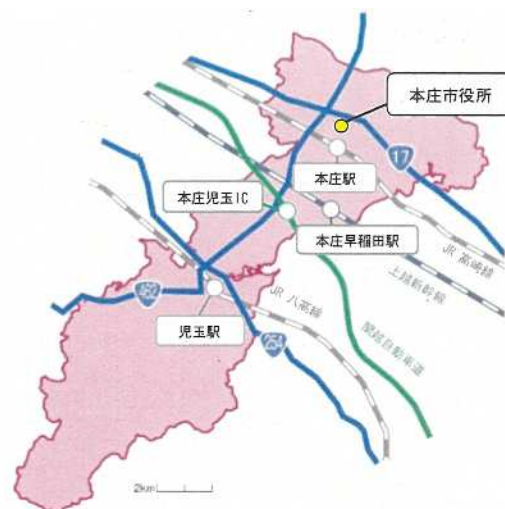 本庄市役所
17
本庄駅
本庄児玉IC
本庄早稲田駅
JR 高崎線
上越新幹線
JR 八高線
462
児玉駅
254
関越自動車道
2km